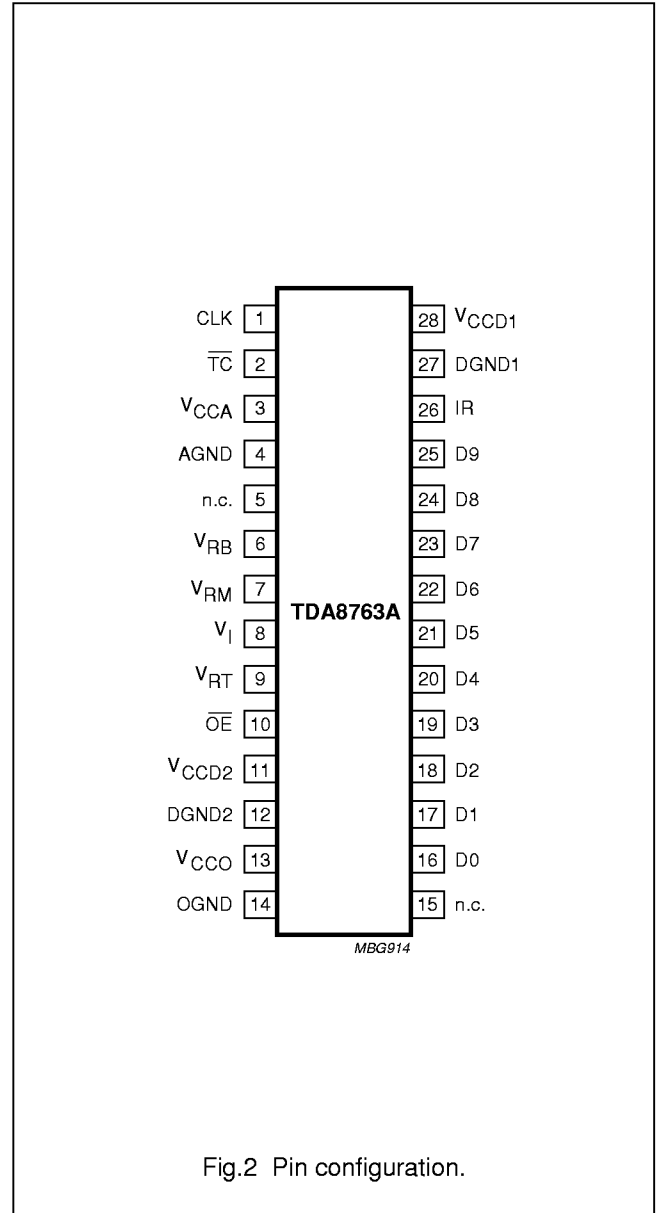 CLK 1
TC 2
VCCA 3
AGND 4
n.c. 5
VRB 6
VRM 7
VI 8
VRT 9
OE 10
VCCD2 11
DGND2 12
VCCO 13
OGND 14
TDA8763A
28 VCCD1
27 DGND1
26 IR
25 D9
24 D8
23 D7
22 D6
21 D5
20 D4
19 D3
18 D2
17 D1
16 D0
15 n.c.
MBG914
Fig.2 Pin configuration.